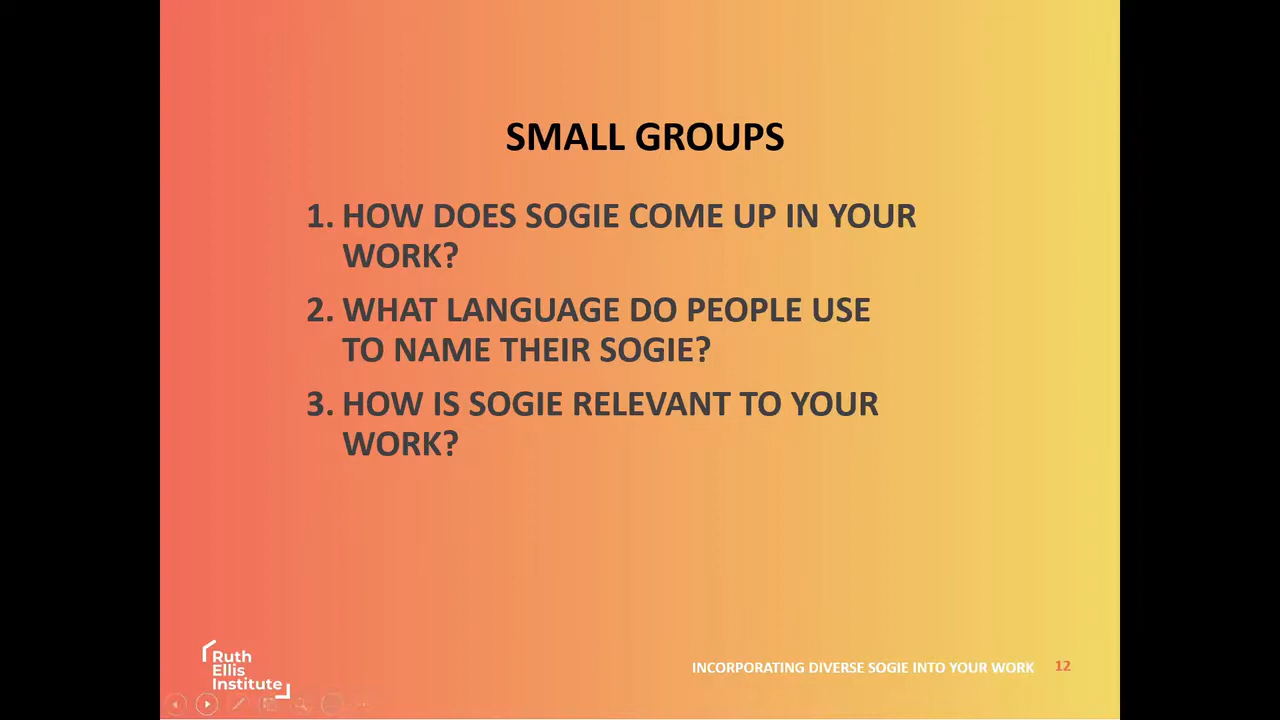 SMALL GROUPS
1. HOW DOES SOGIE COME UP IN YOUR
WORK?
2. WHAT LANGUAGE DO PEOPLE USE
TO NAME THEIR SOGIE?
3. HOW IS SOGIE RELEVANT TO YOUR
WORK?
Ruth
Ellis
Institute
INCORPORATING DIVERSE SOGIE INTO YOUR WORK 12